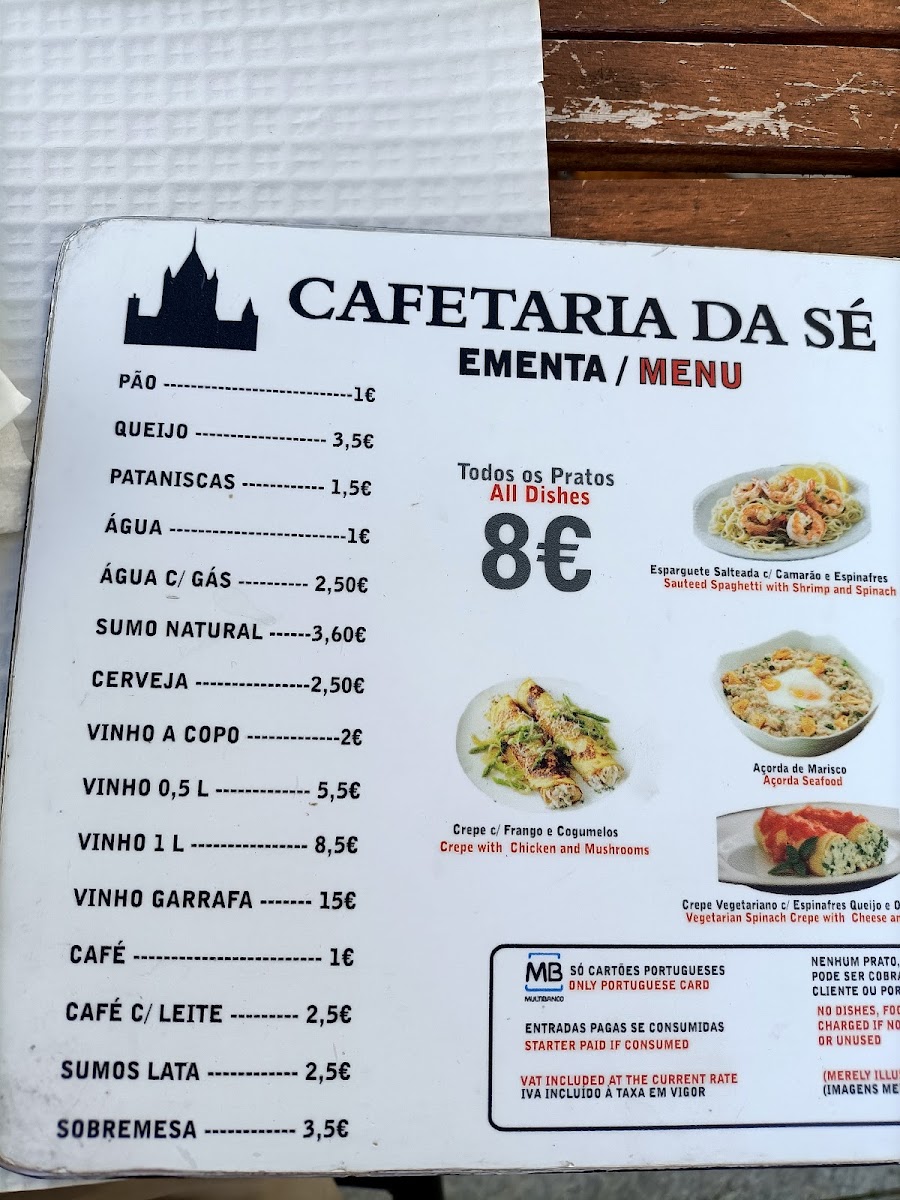 CAFETARIA DA SÉ
EMENTA / MENU
PÃO ----------------------------1€
QUEIJO ------------------- 3,5€
PATANISCAS ------------ 1,5€
ÁGUA --------------------------1€
ÁGUA C/ GÁS ---------- 2,50€
SUMO NATURAL ------3,60€
CERVEJA -----------------2,50€
VINHO A COPO --------------2€
VINHO 0,5 L -------------- 5,5€
VINHO 1 L ----------------- 8,5€
VINHO GARRAFA ------- 15€
CAFÉ ---------------------------- 1€
CAFÉ C/ LEITE ---------- 2,5€
SUMOS LATA ------------- 2,5€
SOBREMESA ------------- 3,5€
Todos os Pratos
All Dishes
8€
Esparguete Salteada c/ Camarão e Espinafres
Sauteed Spaghetti with Shrimp and Spinach
Açorda de Marisco
Açorda Seafood
Crepe c/ Frango e Cogumelos
Crepe with Chicken and Mushrooms
Crepe Vegetariano c/ Espinafres Queijo e
Vegetarian Spinach Crepe with Cheese
MB
MULTIBANCO
SÓ CARTÕES PORTUGUESES
ONLY PORTUGUESE CARD
ENTRADAS PAGAS SE CONSUMIDAS
STARTER PAID IF CONSUMED
VAT INCLUDED AT THE CURRENT RATE
IVA INCLUÍDO Á TAXA EM VIGOR
NENHUM PRATO,
PODE SER
CLIENTE OU POR
NO DISHES,
CHARGED IF
OR UNUSED
(MERELY
(IMAGENS